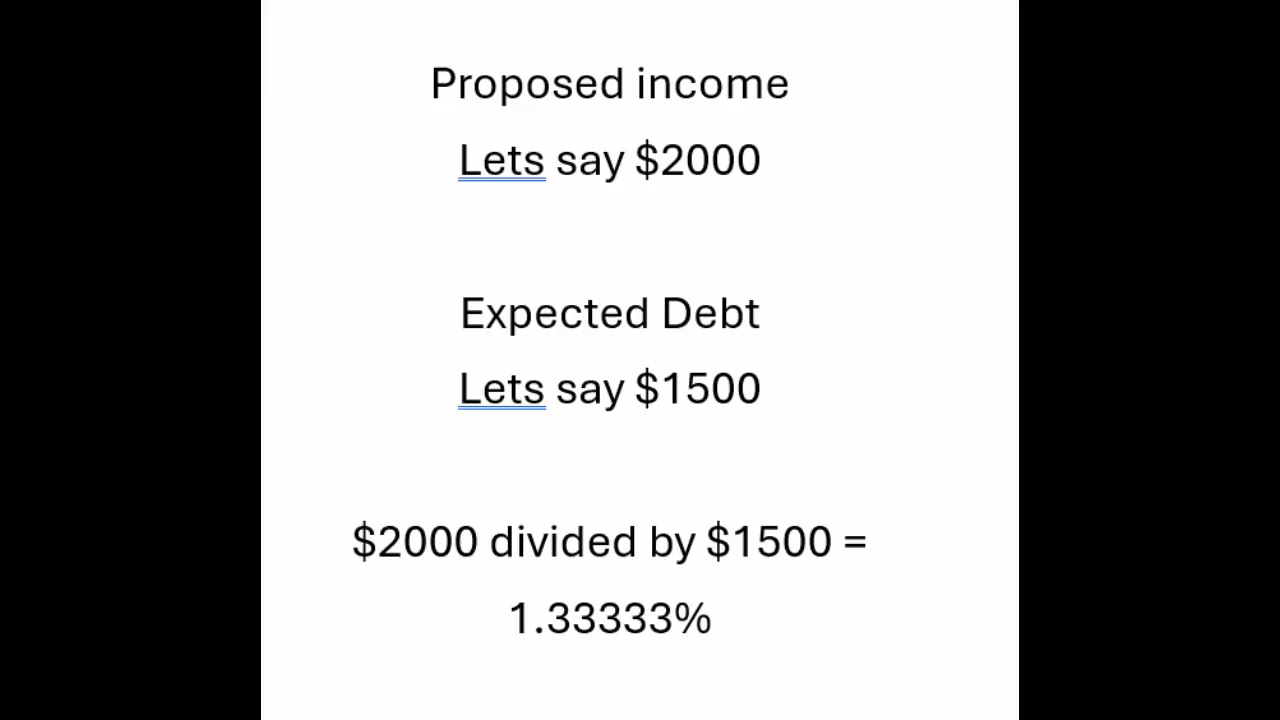 Proposed income
Lets say $2000
Expected Debt
Lets say $1500
$2000 divided by $1500 =
1.33333%